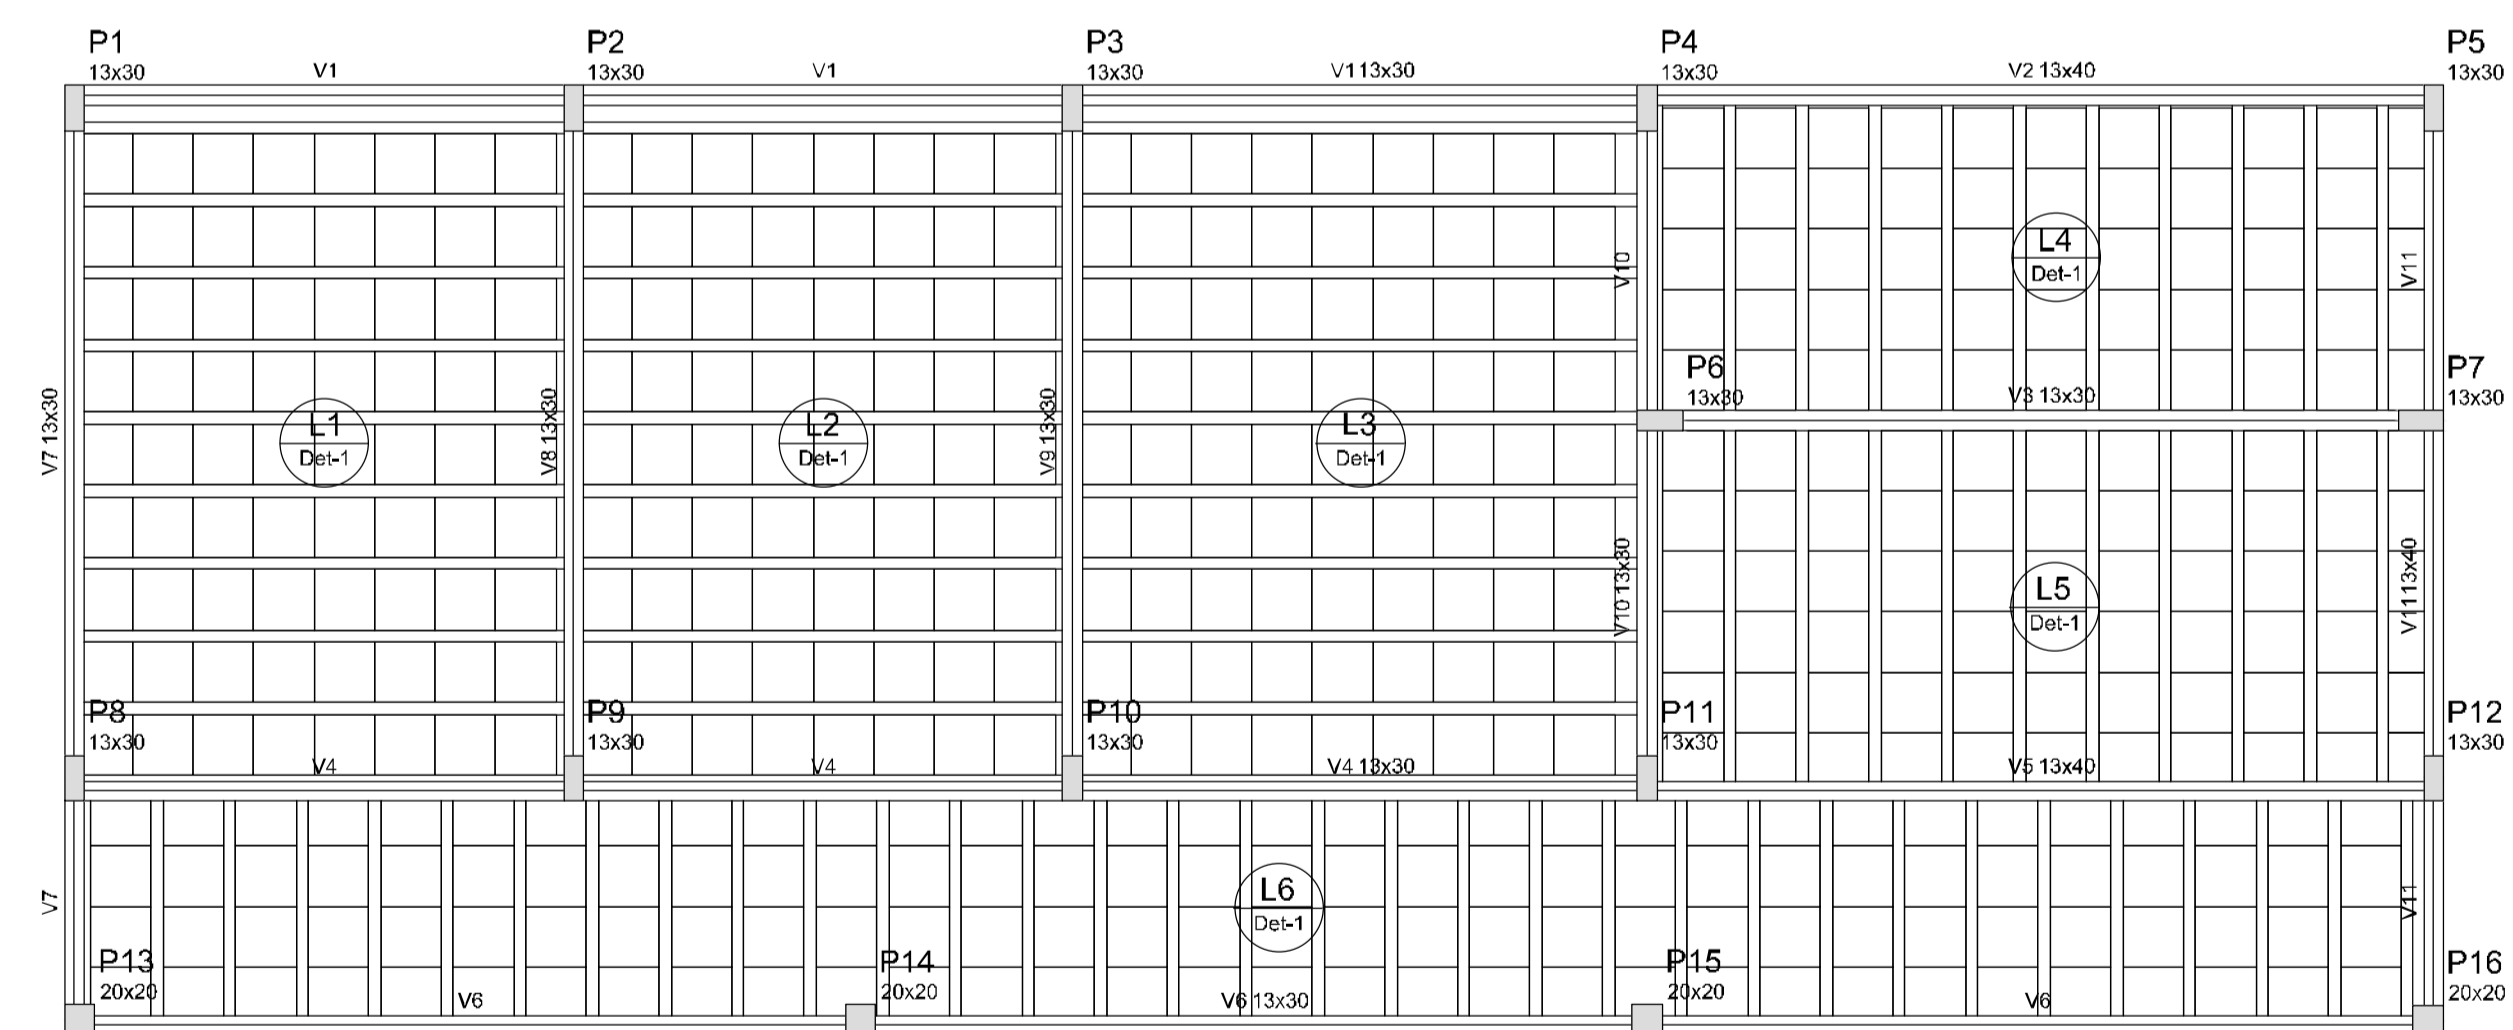 P1
13x30
V1
P2
13x30
V1
P3
13x30
V1 13x30
P4
13x30
V2 13x40
P5
13x30
V10
L4
Det-1
V11
P6
13x30
V3 13x30
P7
13x30
V7 13x30
L1
Det-1
V8 13x30
L2
Det-1
V9 13x30
L3
Det-1
V10 13x30
L5
Det-1
V11 13x40
P8
13x30
V4
P9
13x30
V4
P10
13x30
V4 13x30
P11
13x30
V5 13x40
P12
13x30
V7
L6
Det-1
V11
P13
20x20
V6
P14
20x20
V6 13x30
P15
20x20
V6
P16
20x20